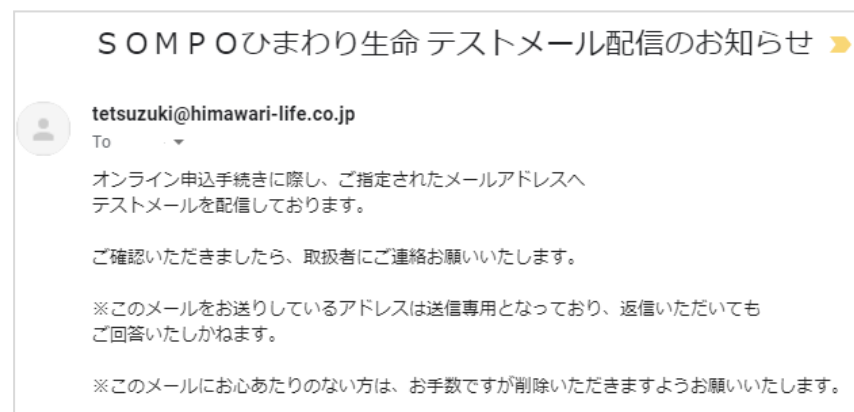 ＳＯＭＰＯひまわり生命 テストメール配信のお知らせ
tetsuzuki@himawari-life.co.jp
To
オンライン申込手続きに際し、ご指定されたメールアドレスへ
テストメールを配信しております。
ご確認いただきましたら、取扱者にご連絡お願いいたします。
※このメールをお送りしているアドレスは送信専用となっており、返信いただいても
ご回答いたしかねます。
※このメールにお心あたりのない方は、お手数ですが削除いただきますようお願いいたします。